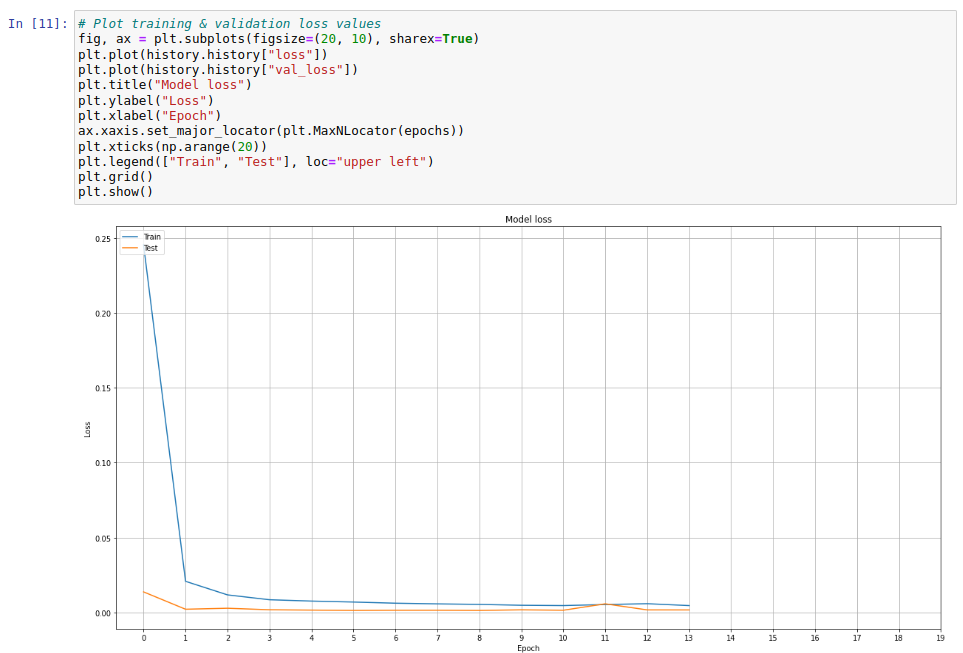 In [11]: # Plot training & validation loss values
fig, ax = plt.subplots(figsize=(20, 10), sharex=True)
plt.plot(history.history["loss"])
plt.plot(history.history["val_loss"])
plt.title("Model loss")
plt.ylabel("Loss")
plt.xlabel("Epoch")
ax.xaxis.set_major_locator(plt.MaxNLocator(epochs))
plt.xticks(np.arange(20))
plt.legend(["Train", "Test"], loc="upper left")
plt.grid()
plt.show()
Model loss
Train
Test
0.25
0.20
0.15
0.10
0.05
0.00
Loss
0 1 2 3 4 5 6 7 8 9 10 11 12 13 14 15 16 17 18 19
Epoch